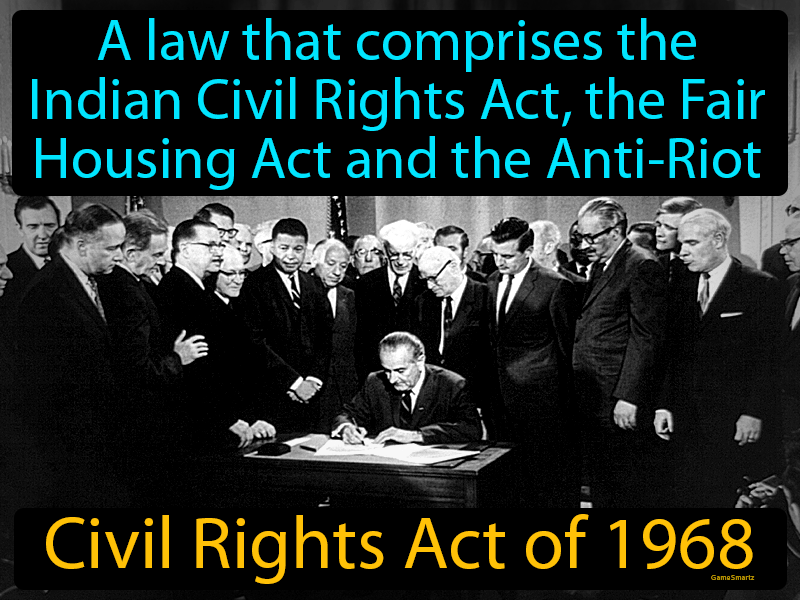 A law that comprises the
Indian Civil Rights Act, the Fair
Housing Act and the Anti-Riot
Civil Rights Act of 1968
GameSmartz